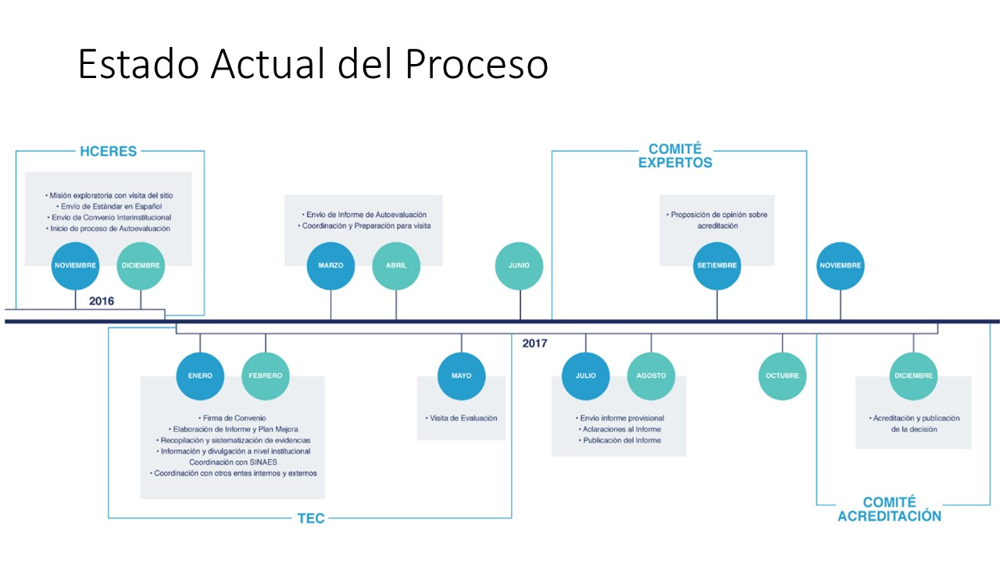 Estado Actual del Proceso
HCERES
• Misión exploratoria con visita del sitio
• Envío de Estándar en Español
• Envío de Convenio Interinstitucional
• Inicio de proceso de Autoevaluación
NOVIEMBRE
DICIEMBRE
2016
• Envío de Informe de Autoevaluación
• Coordinación y Preparación para visita
MARZO
ABRIL
JUNIO
COMITÉ
EXPERTOS
• Proposición de opinión sobre
acreditación
SETIEMBRE
NOVIEMBRE
2017
ENERO
FEBRERO
• Firma de Convenio
• Elaboración de Informe y Plan Mejora
• Recopilación y sistematización de evidencias
• Información y divulgación a nivel institucional
Coordinación con SINAES
• Coordinación con otros entes internos y externos
MAYO
• Visita de Evaluación
TEC
JULIO
AGOSTO
• Envío informe provisional
• Aclaraciones al Informe
• Publicación del Informe
OCTUBRE
DICIEMBRE
• Acreditación y publicación
de la decisión
COMITÉ
ACREDITACIÓN